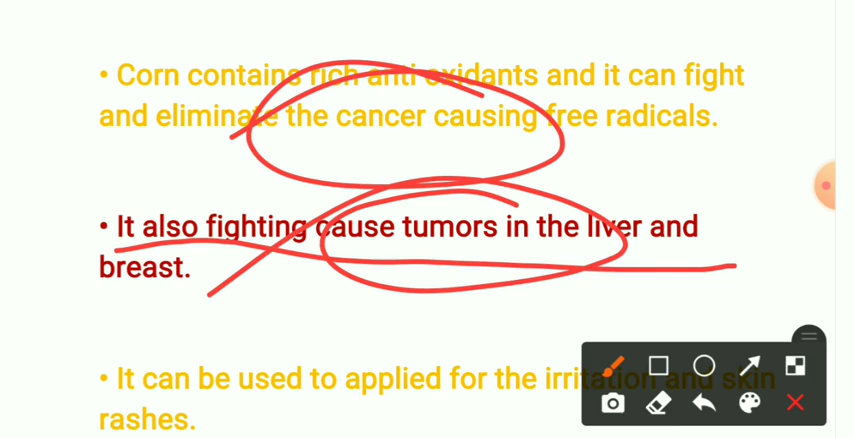 • Corn contains rich anti oxidants and it can fight
and eliminate the cancer causing free radicals.
• It also fighting cause tumors in the liver and
breast.
• It can be used to applied for the irritation and skin
rashes.